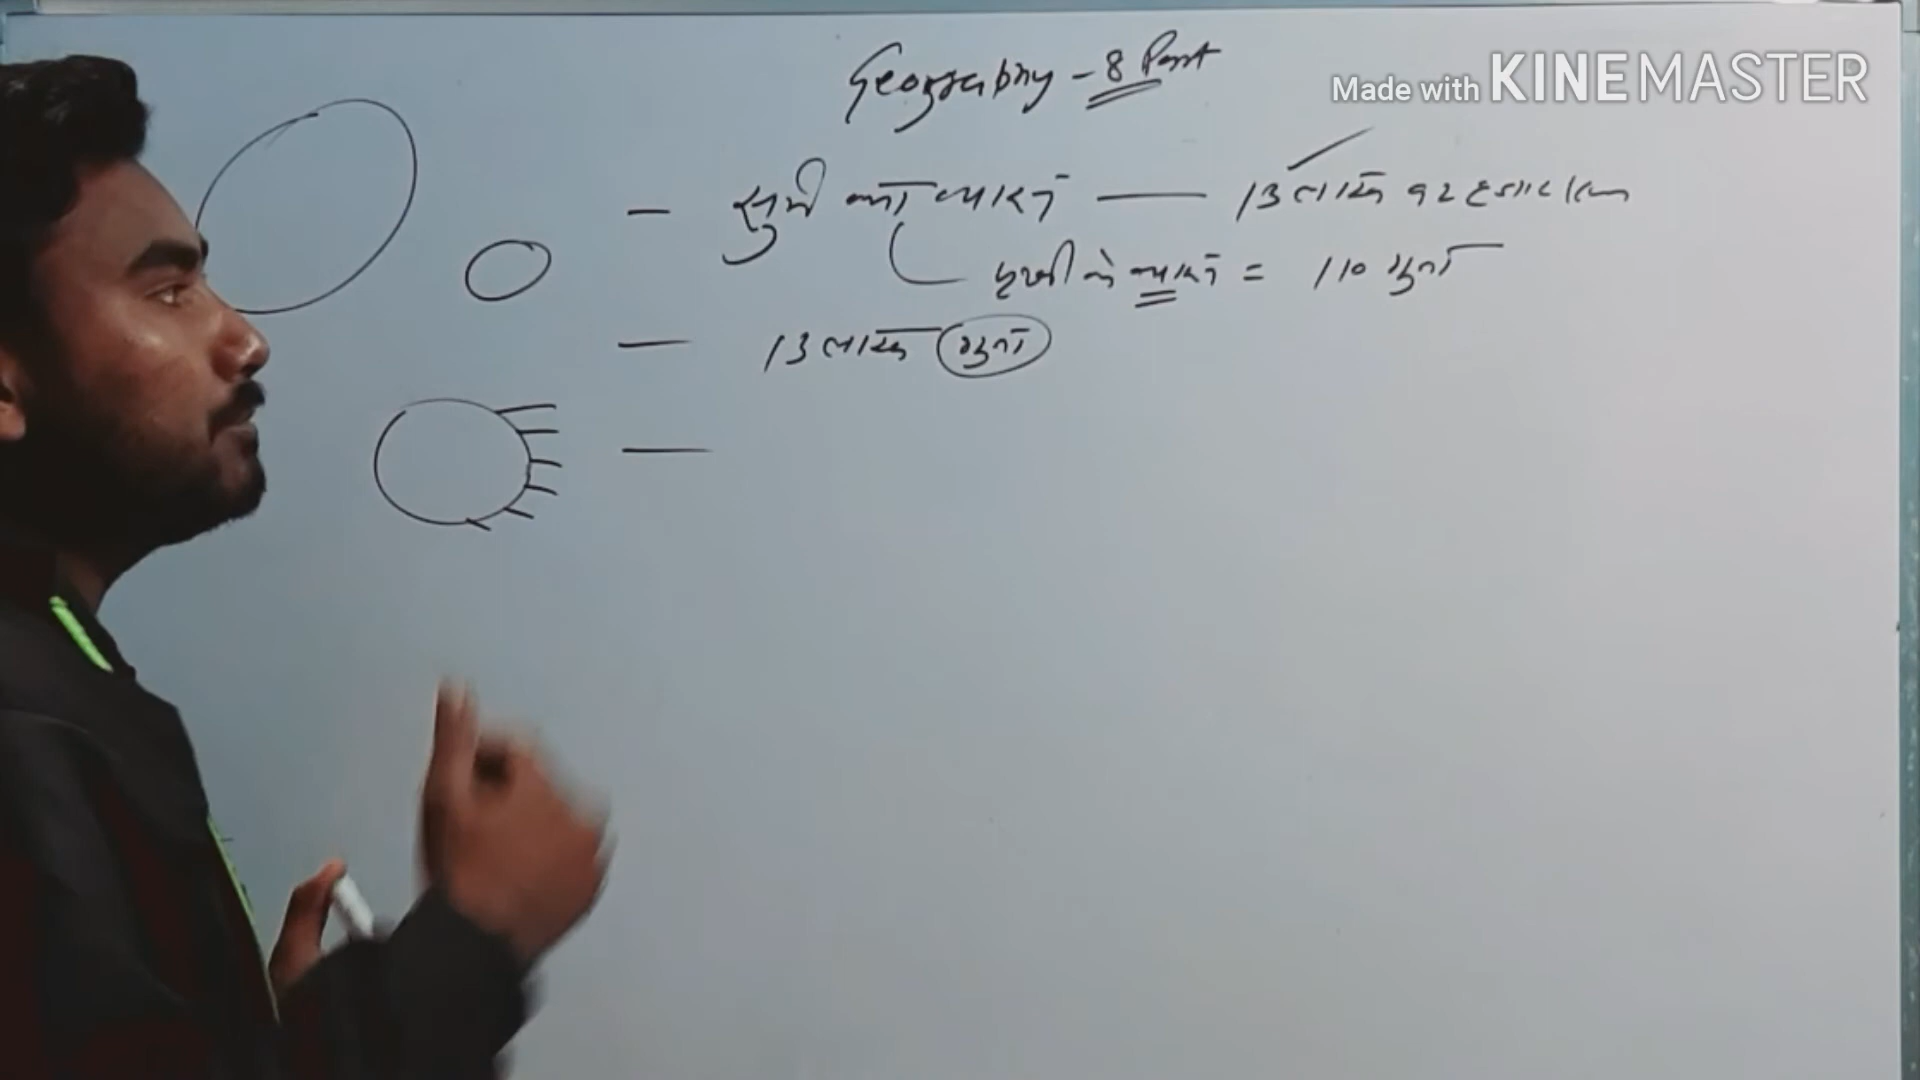 Geography - 8 Part
Made with KINEMASTER
सुर्य का व्यास — 13 लाख 92 हजार km
पृथ्वी के व्यास = 110 गुना
13 लाख गुना